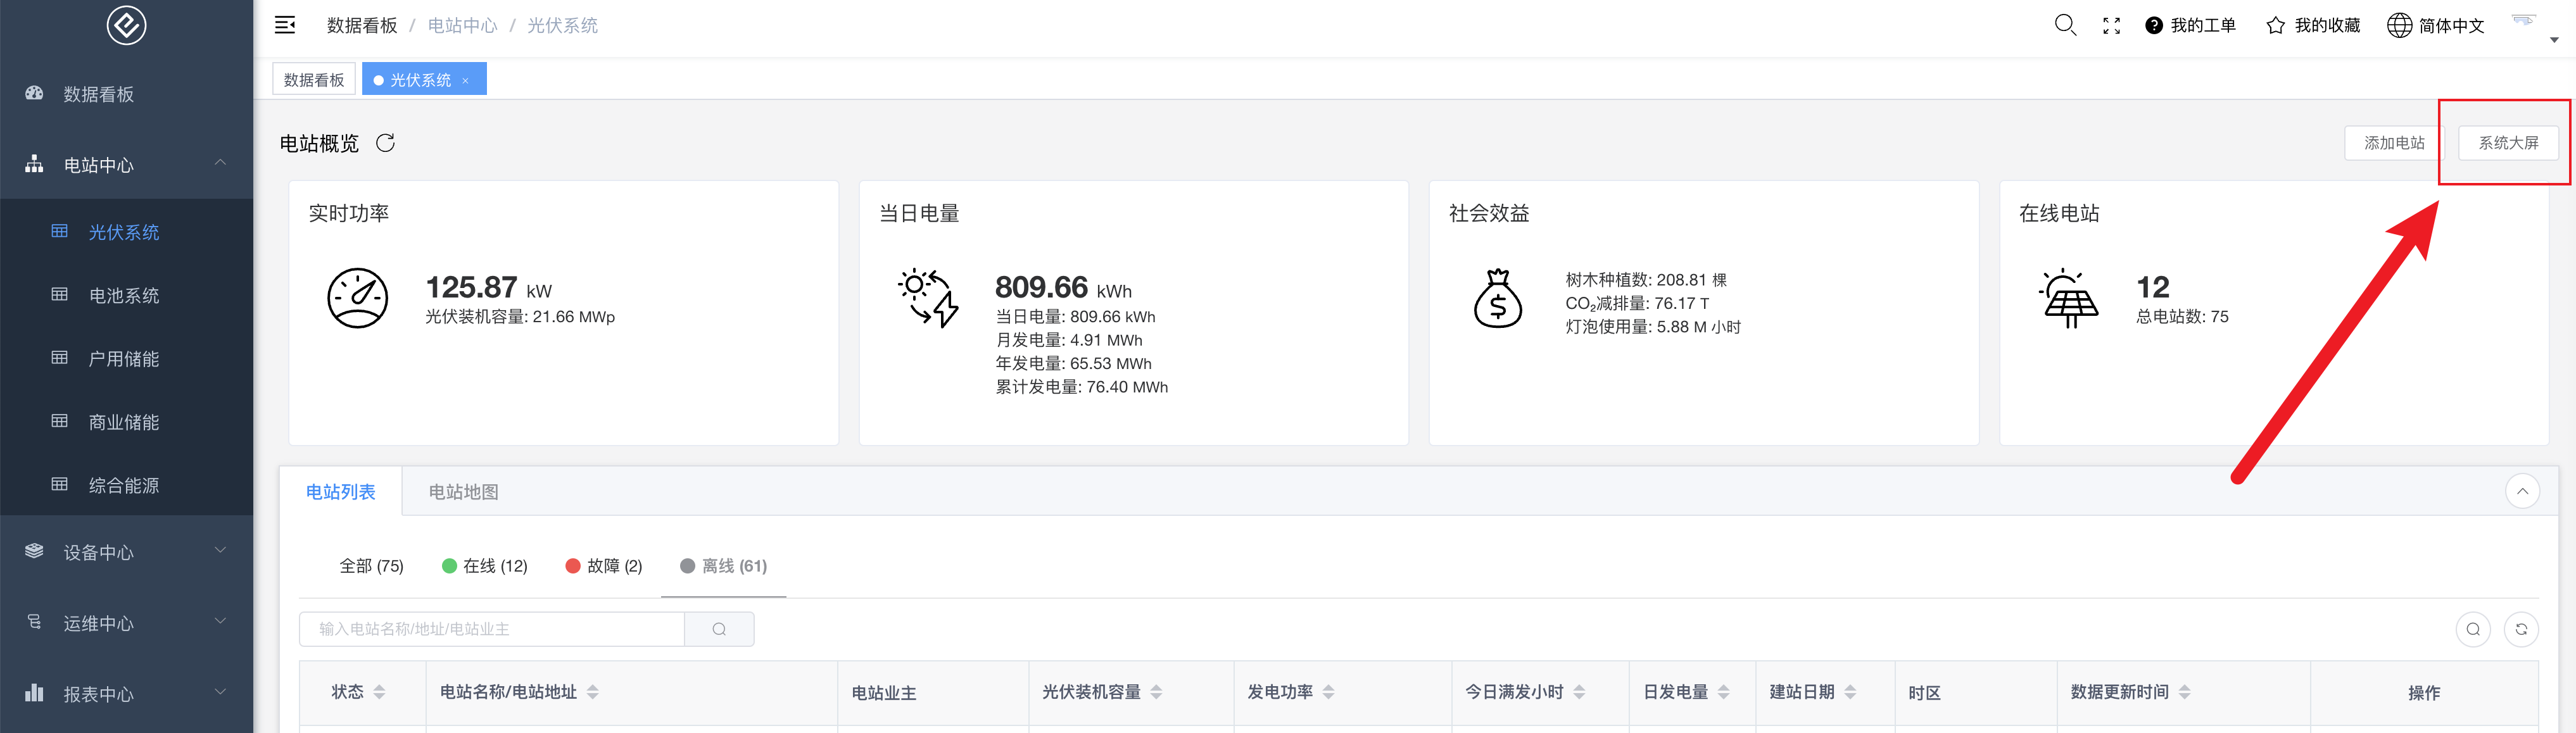 数据看板 / 电站中心 / 光伏系统
我的工单
我的收藏
简体中文
数据看板
光伏系统 ×
数据看板
电站中心
光伏系统
电池系统
户用储能
商业储能
综合能源
设备中心
运维中心
报表中心
电站概览
添加电站
系统大屏
实时功率
125.87 kW
光伏装机容量: 21.66 MWp
当日电量
809.66 kWh
当日电量: 809.66 kWh
月发电量: 4.91 MWh
年发电量: 65.53 MWh
累计发电量: 76.40 MWh
社会效益
树木种植数: 208.81 棵
CO₂减排量: 76.17 T
灯泡使用量: 5.88 M 小时
在线电站
12
总电站数: 75
电站列表
电站地图
全部 (75)
在线 (12)
故障 (2)
离线 (61)
输入电站名称/地址/电站业主
状态
电站名称/电站地址
电站业主
光伏装机容量
发电功率
今日满发小时
日发电量
建站日期
时区
数据更新时间
操作